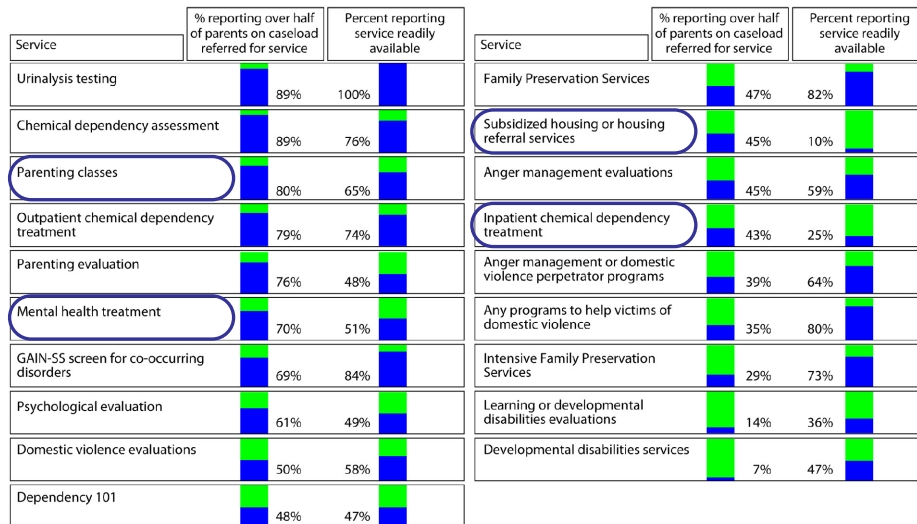 Service
% reporting over half
of parents on caseload
referred for service
Percent reporting
service readily
available
Urinalysis testing
89% 100%
Chemical dependency assessment
89% 76%
Parenting classes
80% 65%
Outpatient chemical dependency
treatment
79% 74%
Parenting evaluation
76% 48%
Mental health treatment
70% 51%
GAIN-SS screen for co-occurring
disorders
69% 84%
Psychological evaluation
61% 49%
Domestic violence evaluations
50% 58%
Dependency 101
48% 47%
Service
% reporting over half
of parents on caseload
referred for service
Percent reporting
service readily
available
Family Preservation Services
47% 82%
Subsidized housing or housing
referral services
45% 10%
Anger management evaluations
45% 59%
Inpatient chemical dependency
treatment
43% 25%
Anger management or domestic
violence perpetrator programs
39% 64%
Any programs to help victims of
domestic violence
35% 80%
Intensive Family Preservation
Services
29% 73%
Learning or developmental
disabilities evaluations
14% 36%
Developmental disabilities services
7% 47%